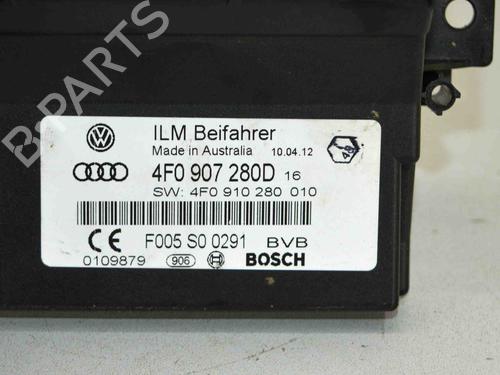 B-PARTS
ILM Beifahrer
Made in Australia 10.04.12
4F0 907 280D 16
SW: 4F0 910 280 010
CE F005 S0 0291 BVB
0109879 906 BOSCH